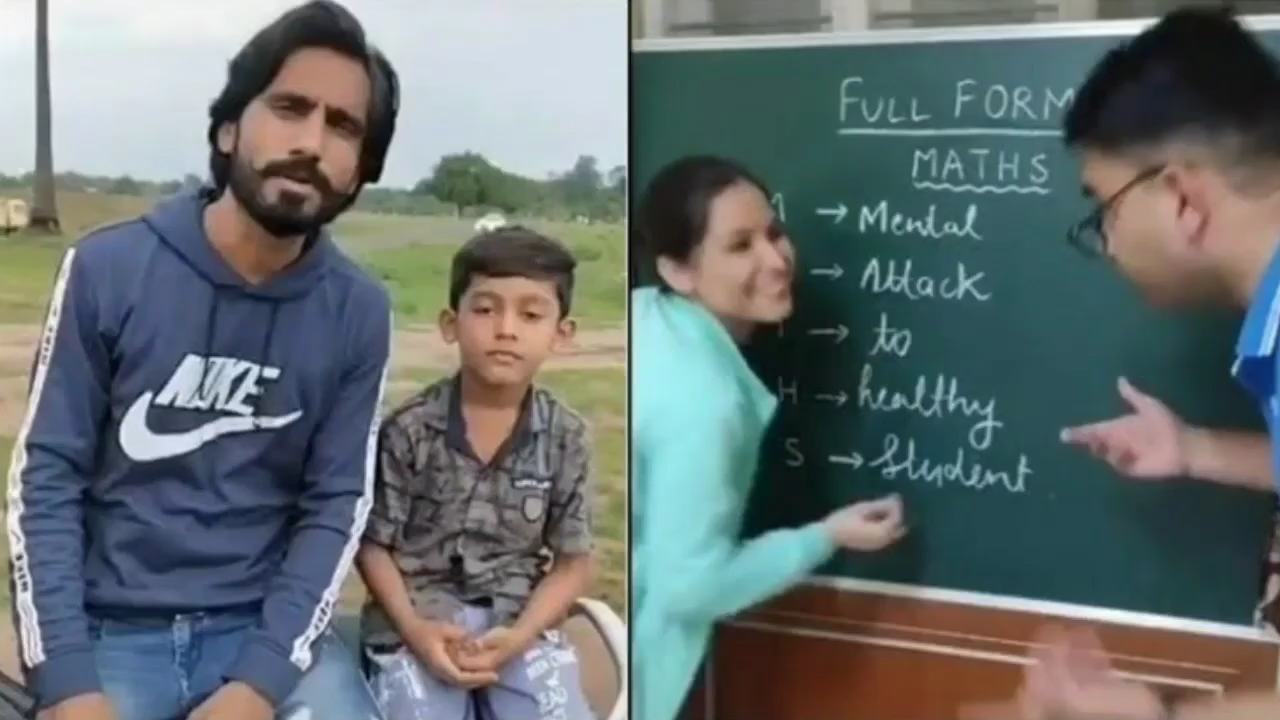 NIKE
FULL FORM
MATHS
→ Mental
→ Attack
→ to
H → healthy
S → Student